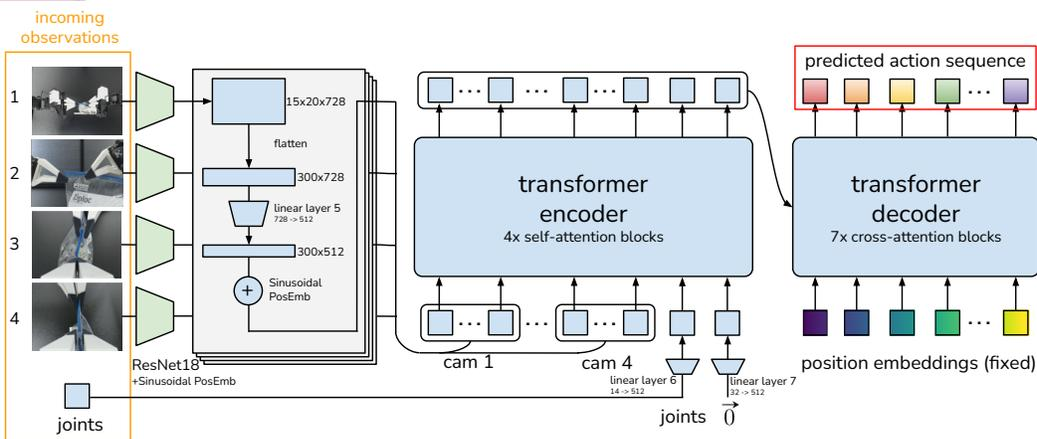 incoming
observations
1
2
3
4
15x20x728
flatten
300x728
linear layer 5
728 -> 512
300x512
Sinusoidal
PosEmb
+
ResNet18
+Sinusoidal PosEmb
joints
transformer
encoder
4x self-attention blocks
cam 1
cam 4
linear layer 6
14 -> 512
linear layer 7
32 -> 512
joints
0
predicted action sequence
transformer
decoder
7x cross-attention blocks
position embeddings (fixed)